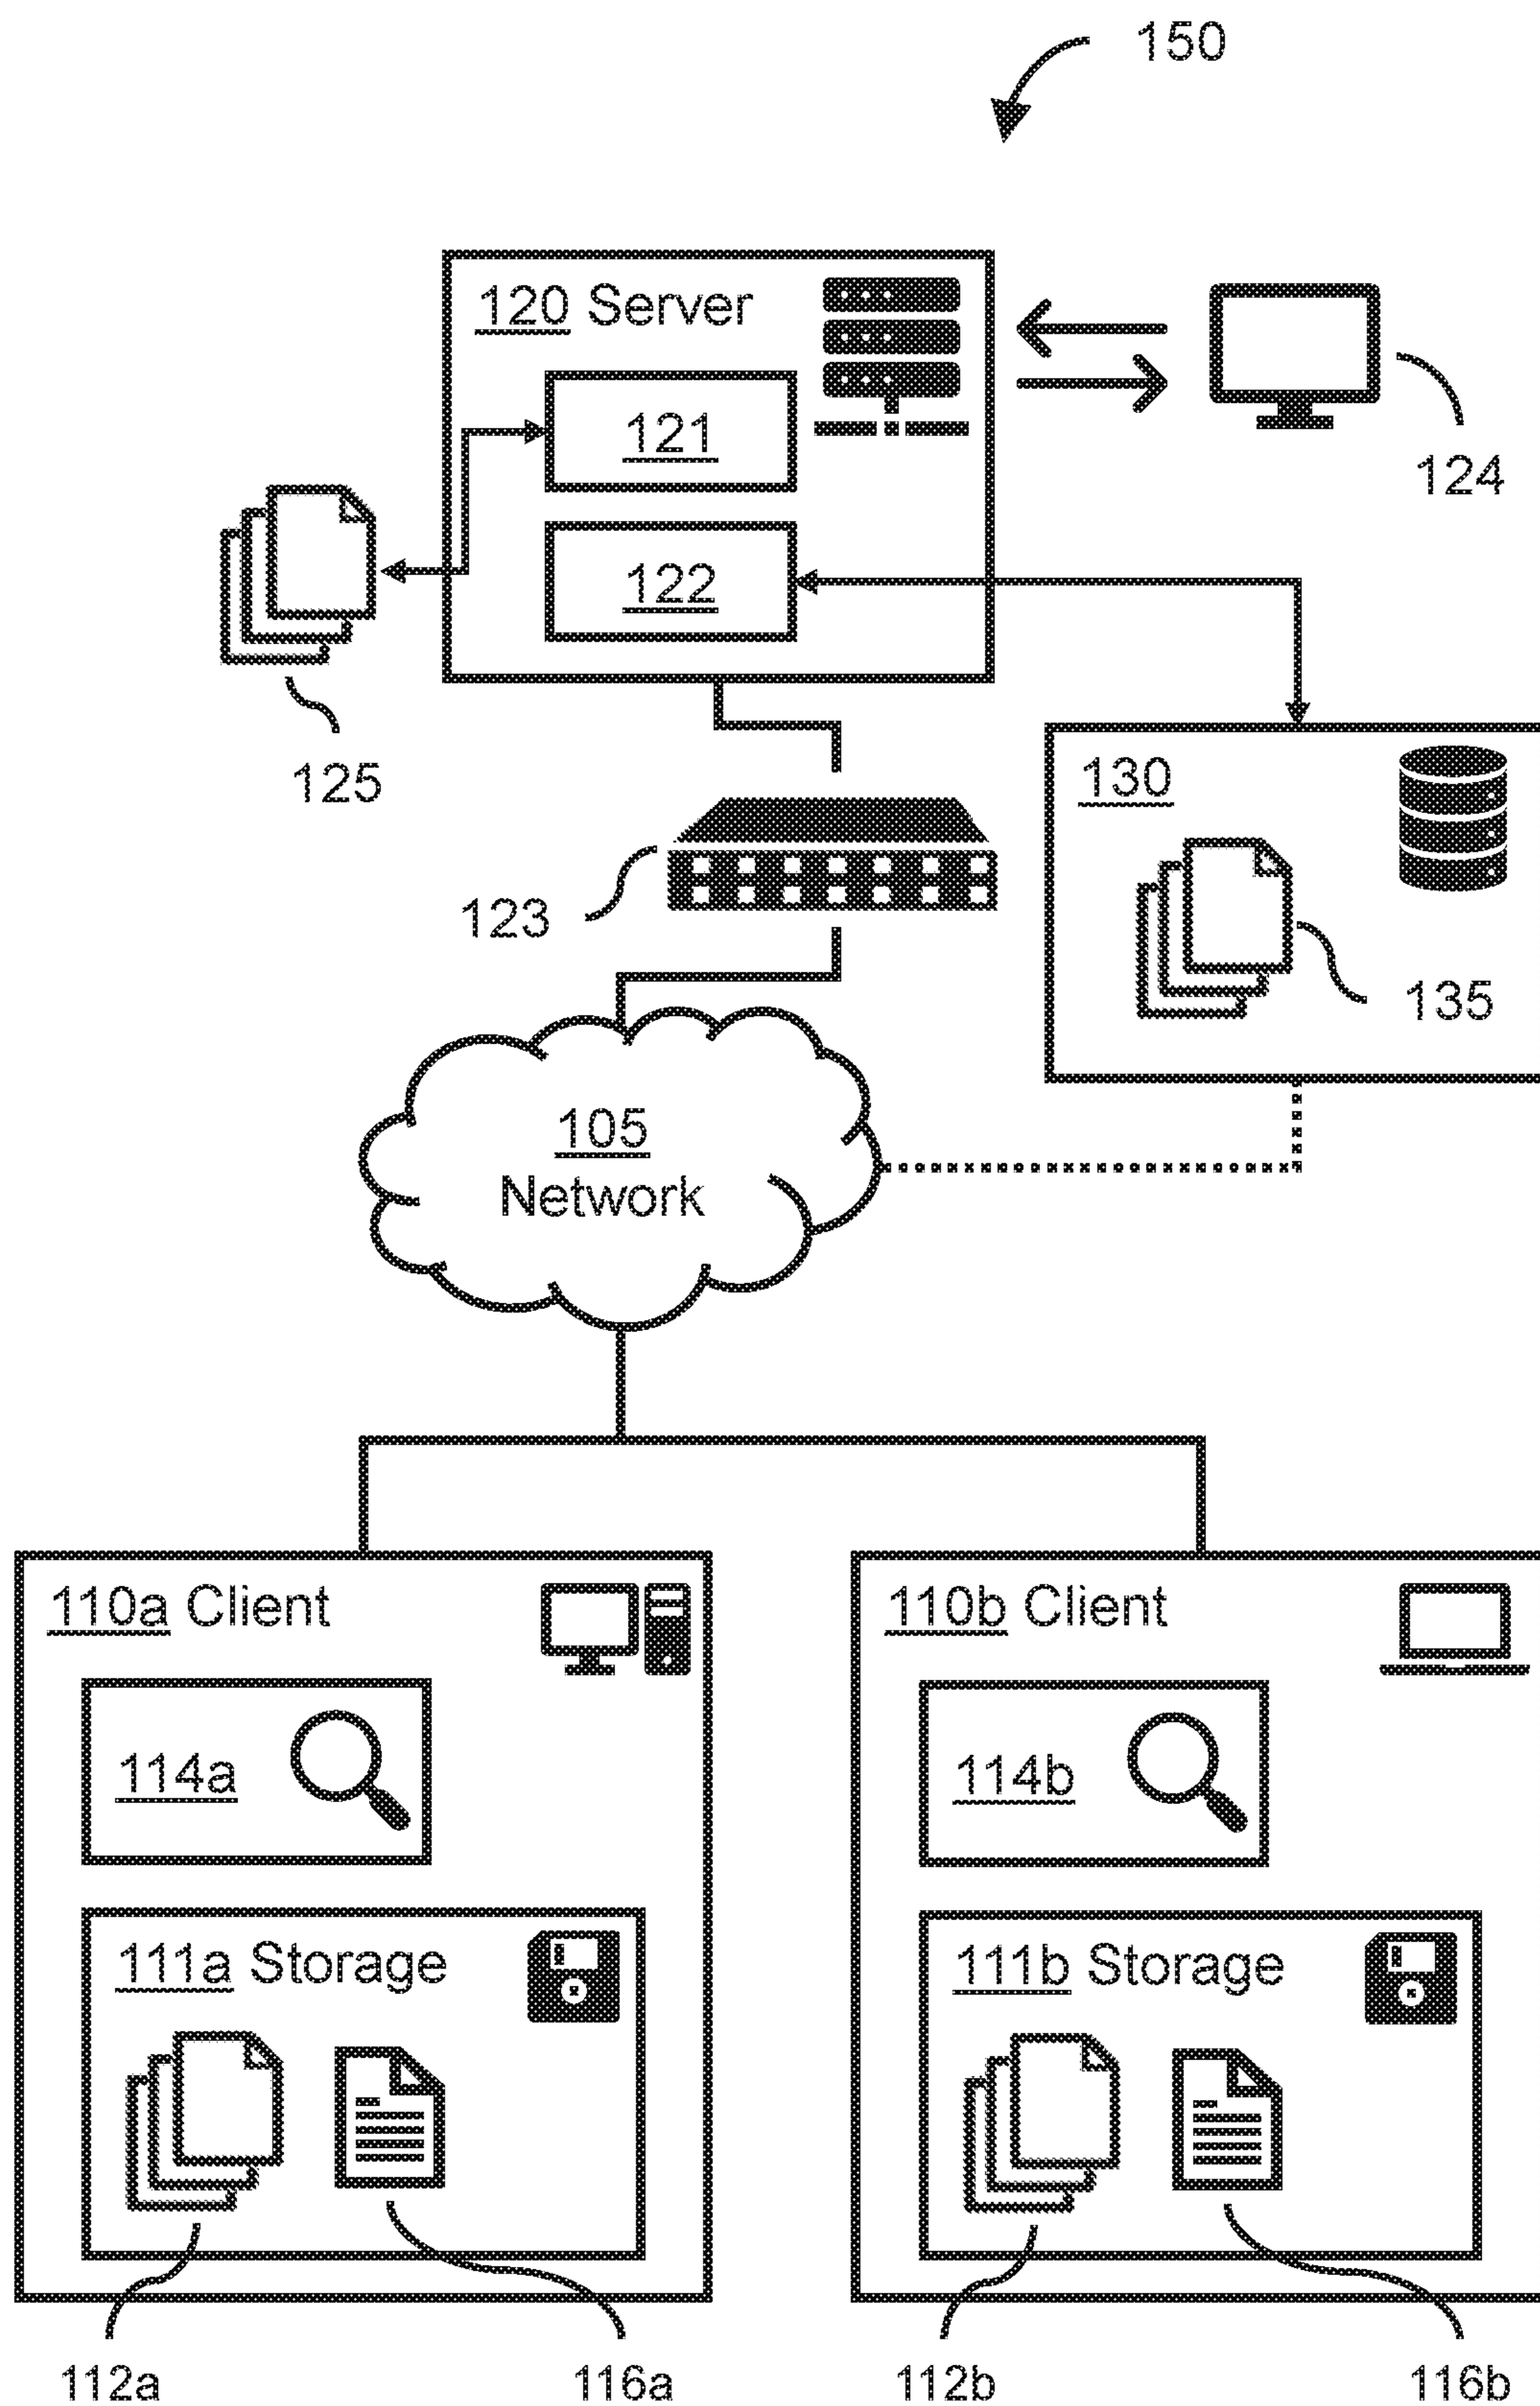 150
120 Server
121
124
122
125
130
123
135
105
Network
110a Client
110b Client
114a
114b
111a Storage
111b Storage
112a
116a
112b
116b